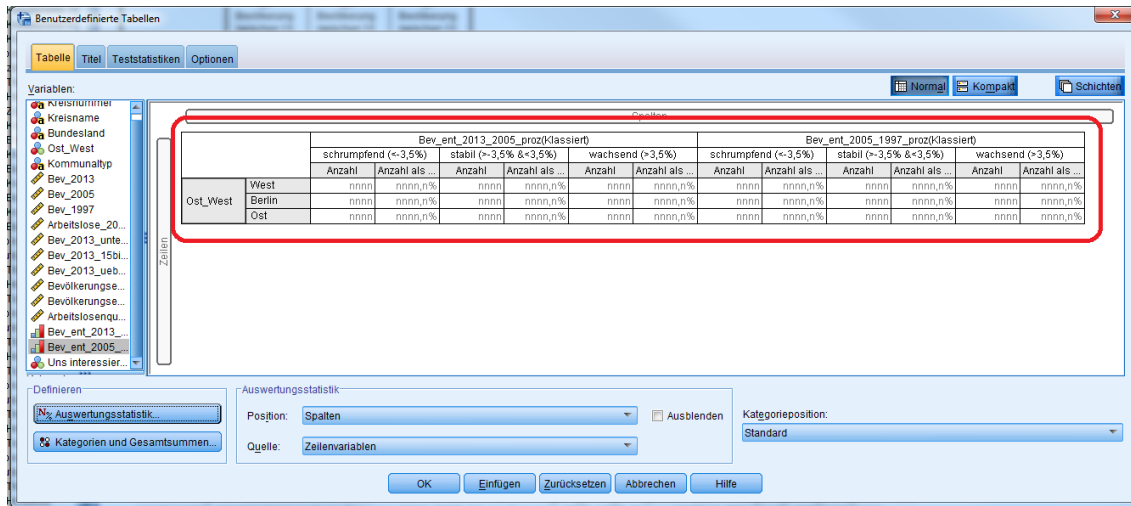 Benutzerdefinierte Tabellen
Tabelle Titel Teststatistiken Optionen
Variablen:
Normal Kompakt Schichten
Kreisnummer
Kreisname
Bundesland
Ost_West
Kommunaltyp
Bev_2013
Bev_2005
Bev_1997
Arbeitslose_20...
Bev_2013_unte...
Bev_2013_15bi...
Bev_2013_ueb...
Bevölkerungse...
Bevölkerungse...
Arbeitslosenqu...
Bev_ent_2013_...
Bev_ent_2005_...
Uns interessier...
Spalten
Zeilen
Bev_ent_2013_2005_proz(Klassiert) Bev_ent_2005_1997_proz(Klassiert)
schrumpfend (<-3,5%) stabil (>-3,5% &<3,5%) wachsend (>3,5%) schrumpfend (<-3,5%) stabil (>-3,5% &<3,5%) wachsend (>3,5%)
Anzahl Anzahl als ... Anzahl Anzahl als ... Anzahl Anzahl als ... Anzahl Anzahl als ... Anzahl Anzahl als ... Anzahl Anzahl als ...
Ost_West
West nnnn nnnn,n% nnnn nnnn,n% nnnn nnnn,n% nnnn nnnn,n% nnnn nnnn,n% nnnn nnnn,n%
Berlin nnnn nnnn,n% nnnn nnnn,n% nnnn nnnn,n% nnnn nnnn,n% nnnn nnnn,n% nnnn nnnn,n%
Ost nnnn nnnn,n% nnnn nnnn,n% nnnn nnnn,n% nnnn nnnn,n% nnnn nnnn,n% nnnn nnnn,n%
Definieren
N% Auswertungsstatistik...
Kategorien und Gesamtsummen...
Auswertungsstatistik
Position: Spalten Ausblenden
Quelle: Zeilenvariablen
Kategorieposition:
Standard
OK Einfügen Zurücksetzen Abbrechen Hilfe